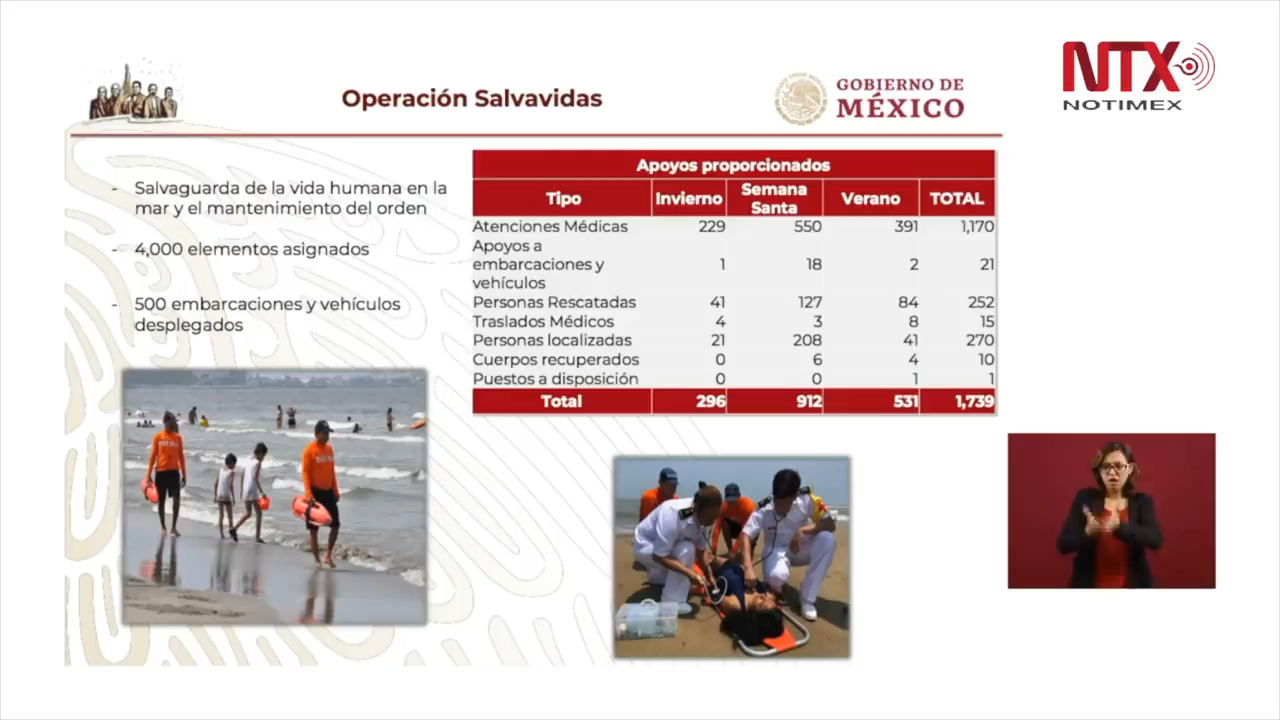 Operación Salvavidas
GOBIERNO DE
MÉXICO
NTX
NOTIMEX
- Salvaguarda de la vida humana en la
mar y el mantenimiento del orden
- 4,000 elementos asignados
- 500 embarcaciones y vehículos
desplegados
Apoyos proporcionados
Tipo Invierno Semana Santa Verano TOTAL
Atenciones Médicas 229 550 391 1,170
Apoyos a
embarcaciones y 1 18 2 21
vehículos
Personas Rescatadas 41 127 84 252
Traslados Médicos 4 3 8 15
Personas localizadas 21 208 41 270
Cuerpos recuperados 0 6 4 10
Puestos a disposición 0 0 1 1
Total 296 912 531 1,739